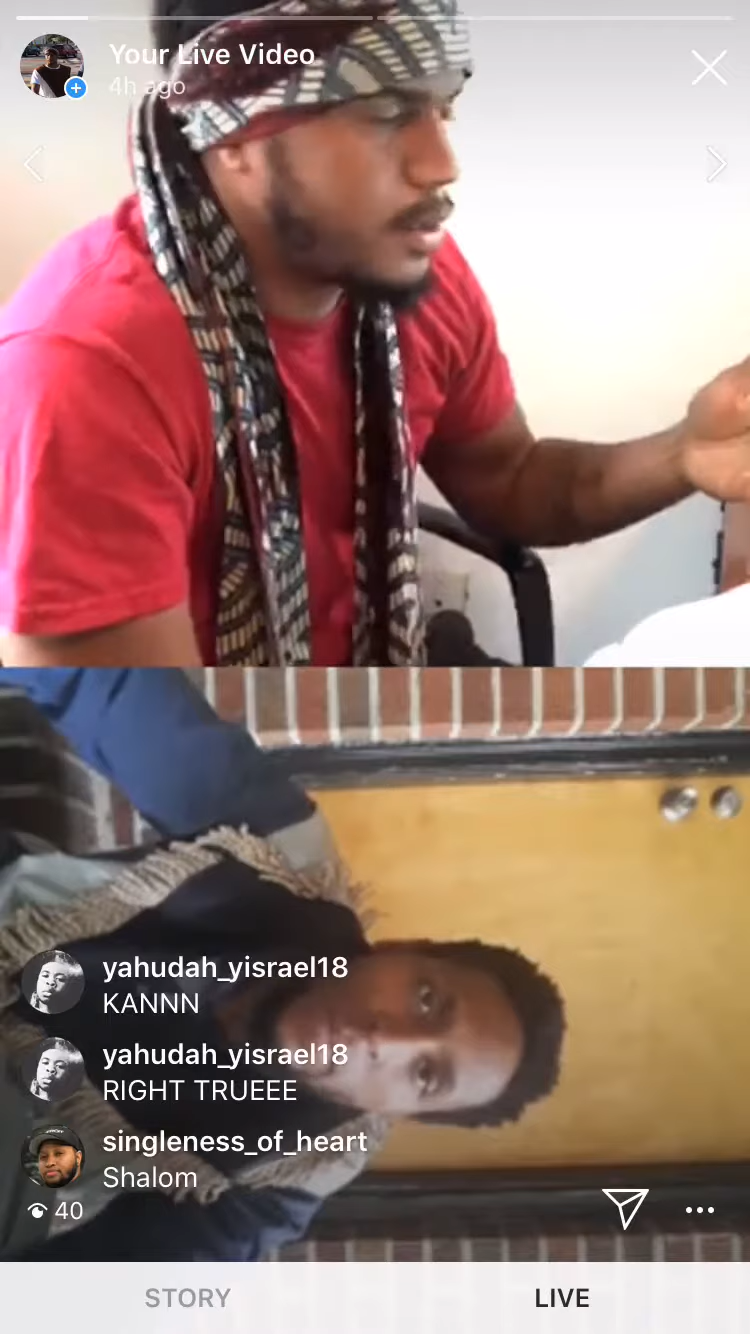 Your Live Video
4h ago
yahudah_yisrael18
KANNN
yahudah_yisrael18
RIGHT TRUEEE
singleness_of_heart
Shalom
40
STORY
LIVE